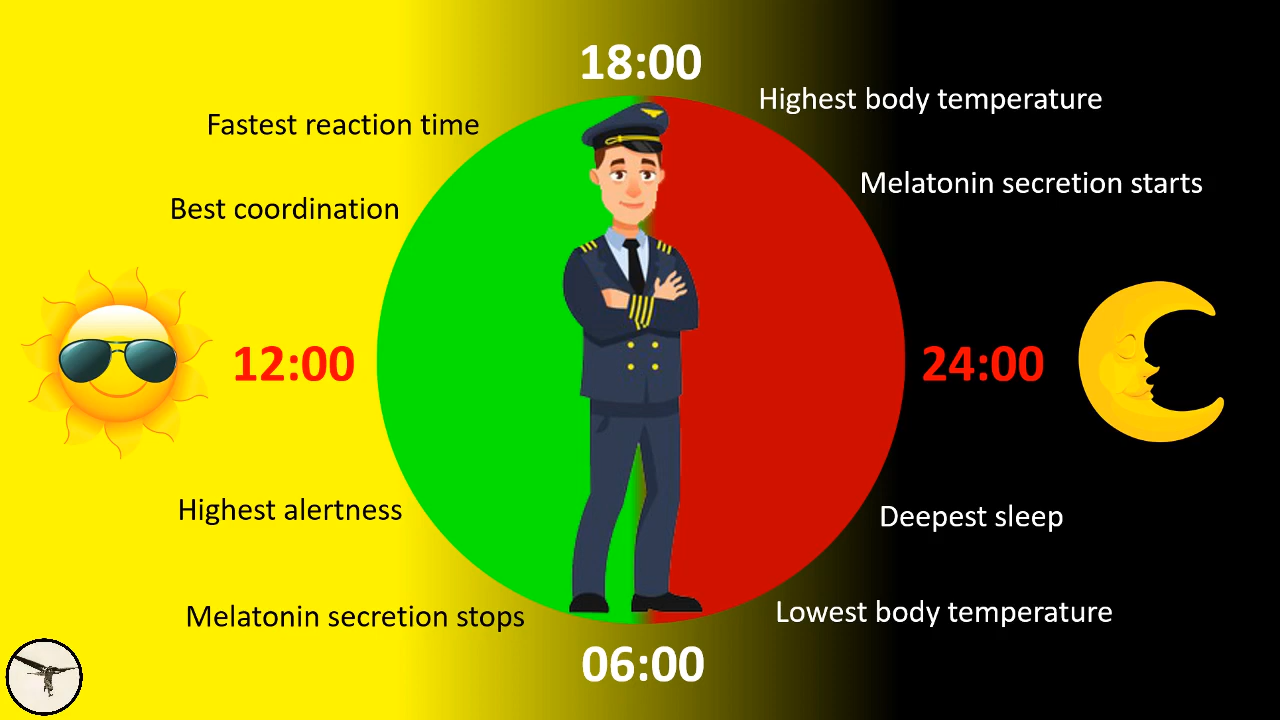 18:00
Highest body temperature
Fastest reaction time
Melatonin secretion starts
Best coordination
12:00
24:00
Highest alertness
Deepest sleep
Lowest body temperature
Melatonin secretion stops
06:00